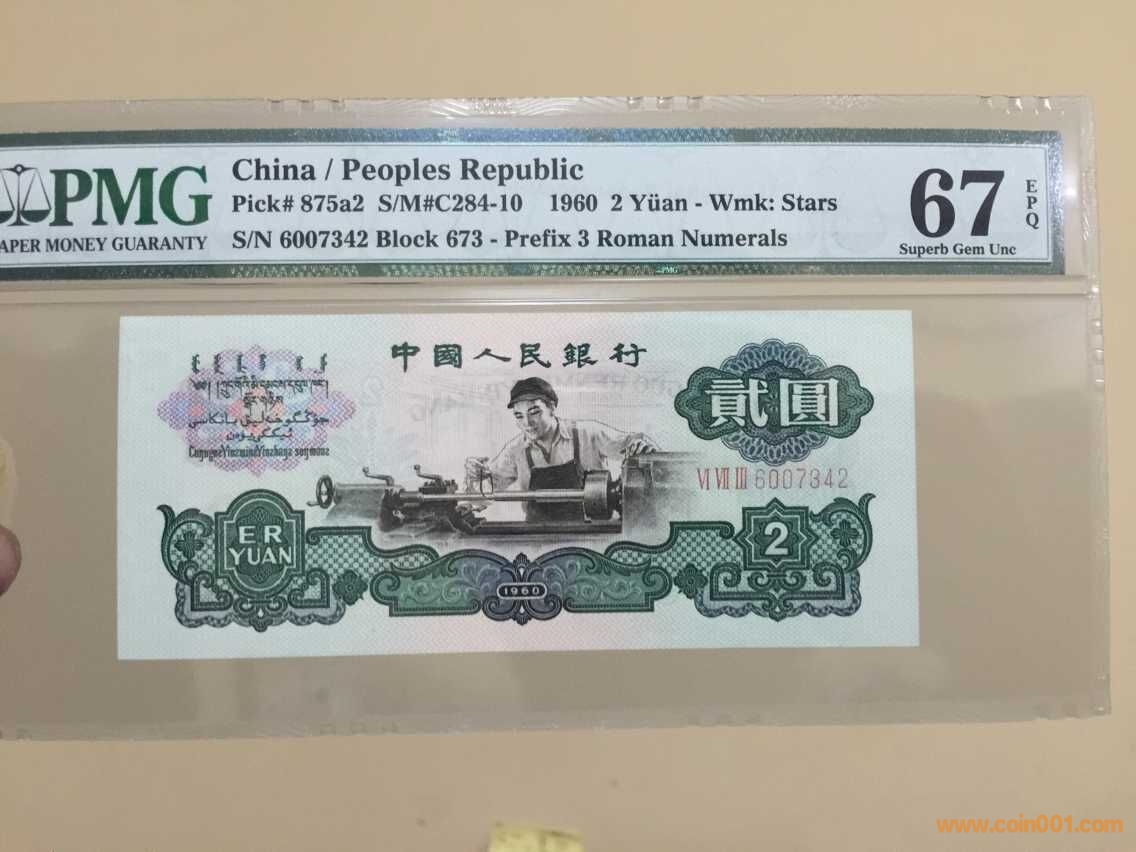 PMG
APER MONEY GUARANTY
China / Peoples Republic
Pick# 875a2 S/M#C284-10 1960 2 Yüan - Wmk: Stars
S/N 6007342 Block 673 - Prefix 3 Roman Numerals
67
EPQ
Superb Gem Unc
PMG
中國人民銀行
貳圓
VI VII III 6007342
ER
YUAN
2
1960
www.coin001.com